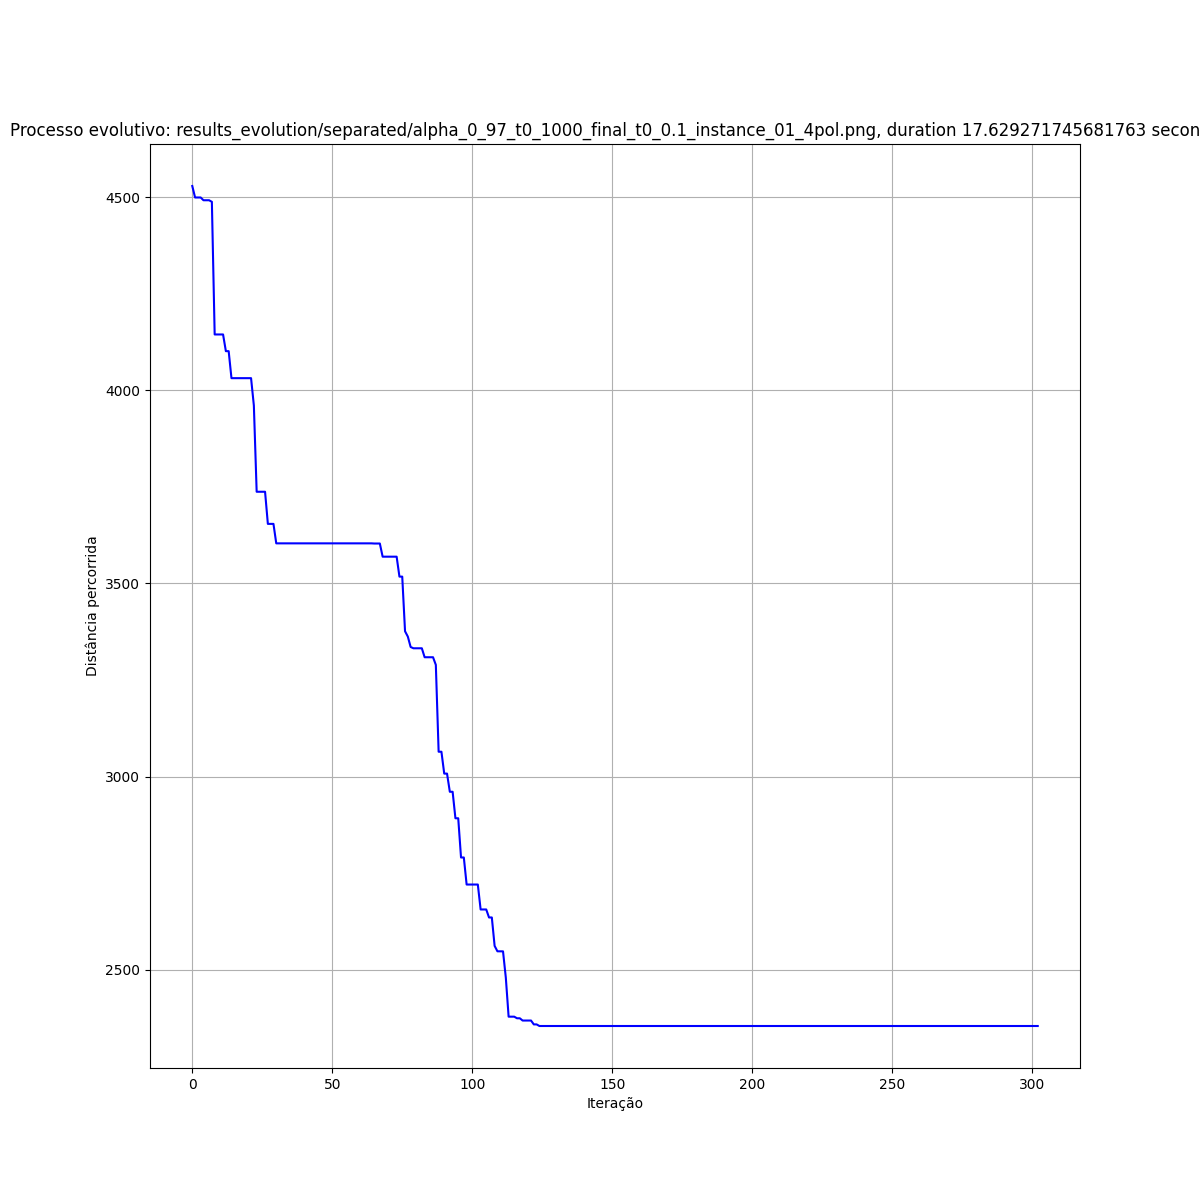 Processo evolutivo: results_evolution/separated/alpha_0_97_t0_1000_final_t0_0.1_instance_01_4pol.png, duration 17.629271745681763 secon
4500
4000
3500
3000
2500
Distância percorrida
0 50 100 150 200 250 300
Iteração